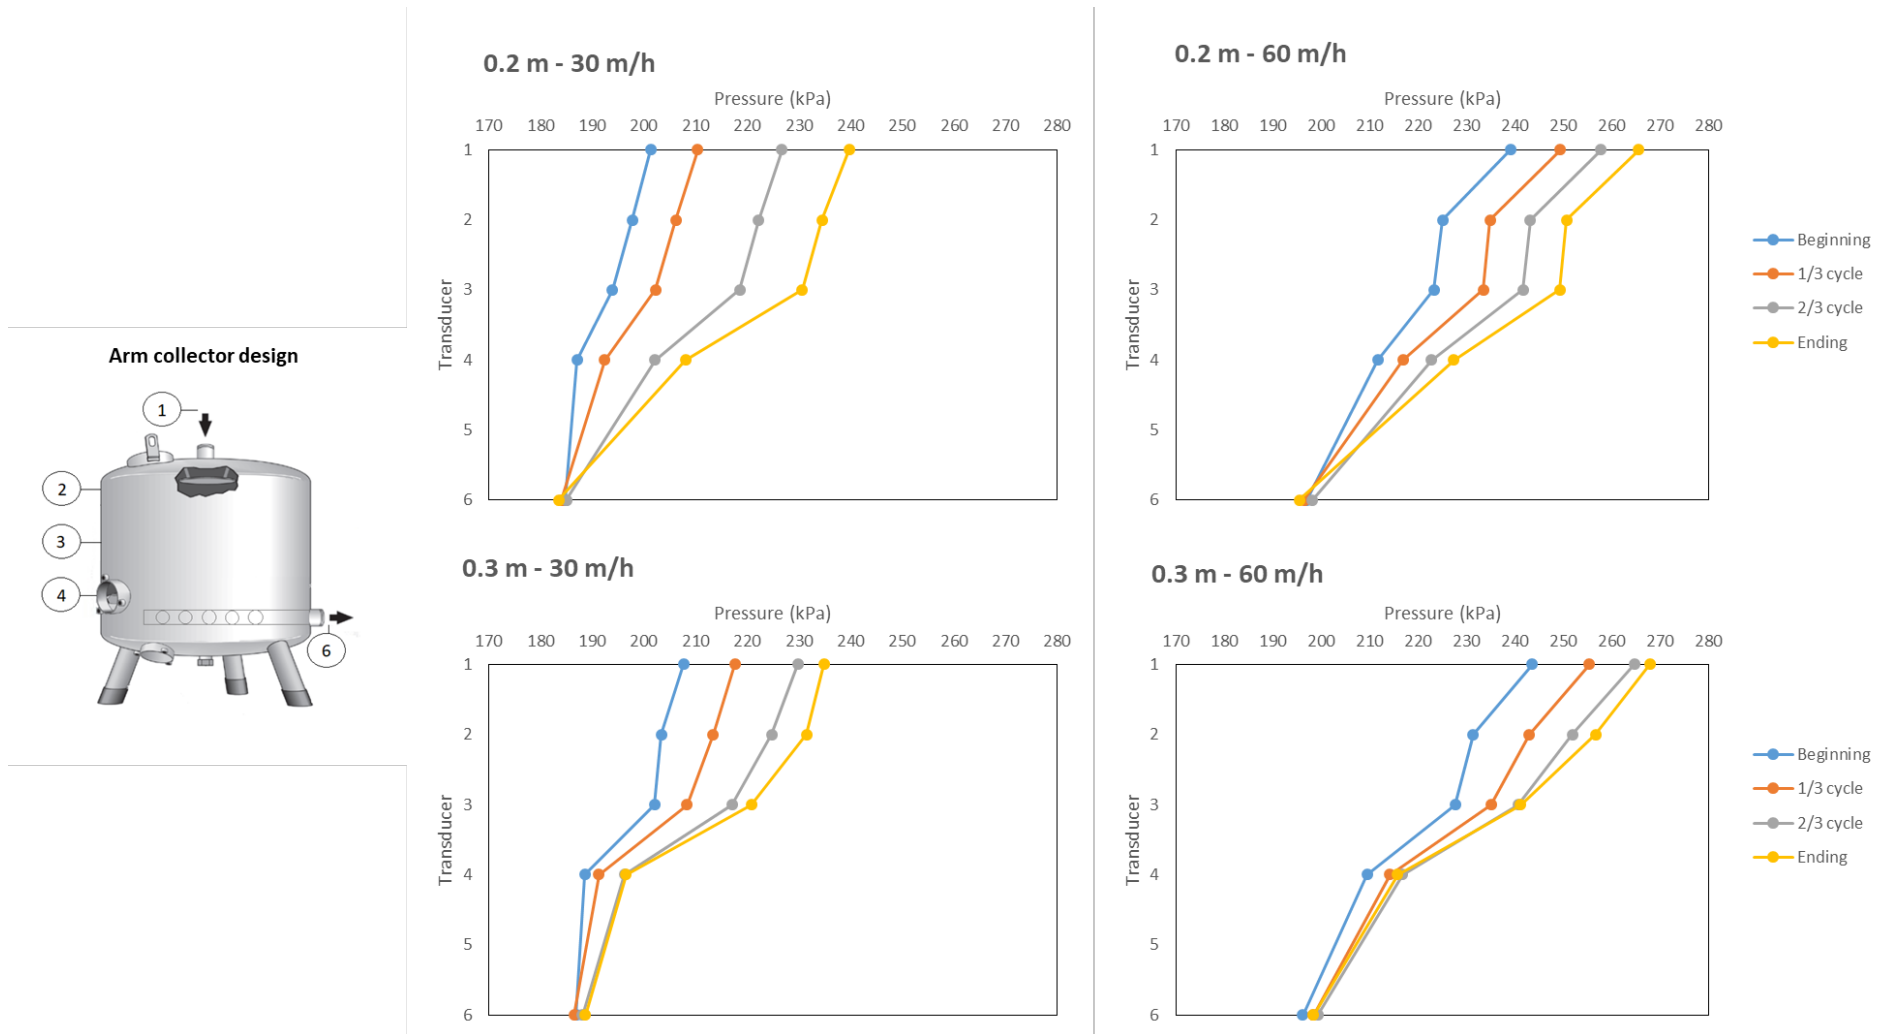 Arm collector design
1
2
3
4
6
0.2 m - 30 m/h
Pressure (kPa)
170 180 190 200 210 220 230 240 250 260 270 280
Transducer
1
2
3
4
5
6
0.2 m - 60 m/h
Pressure (kPa)
170 180 190 200 210 220 230 240 250 260 270 280
Transducer
1
2
3
4
5
6
Beginning
1/3 cycle
2/3 cycle
Ending
0.3 m - 30 m/h
Pressure (kPa)
170 180 190 200 210 220 230 240 250 260 270 280
Transducer
1
2
3
4
5
6
0.3 m - 60 m/h
Pressure (kPa)
170 180 190 200 210 220 230 240 250 260 270 280
Transducer
1
2
3
4
5
6
Beginning
1/3 cycle
2/3 cycle
Ending